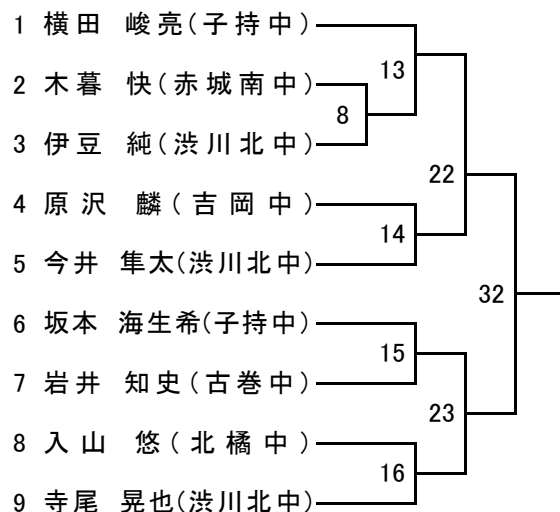 1 横田 峻亮(子持中)
13
2 木暮 快(赤城南中)
8
3 伊豆 純(渋川北中)
22
4 原沢 麟(吉岡中)
14
5 今井 隼太(渋川北中)
32
6 坂本 海生希(子持中)
15
7 岩井 知史(古巻中)
23
8 入山 悠(北橘中)
16
9 寺尾 晃也(渋川北中)